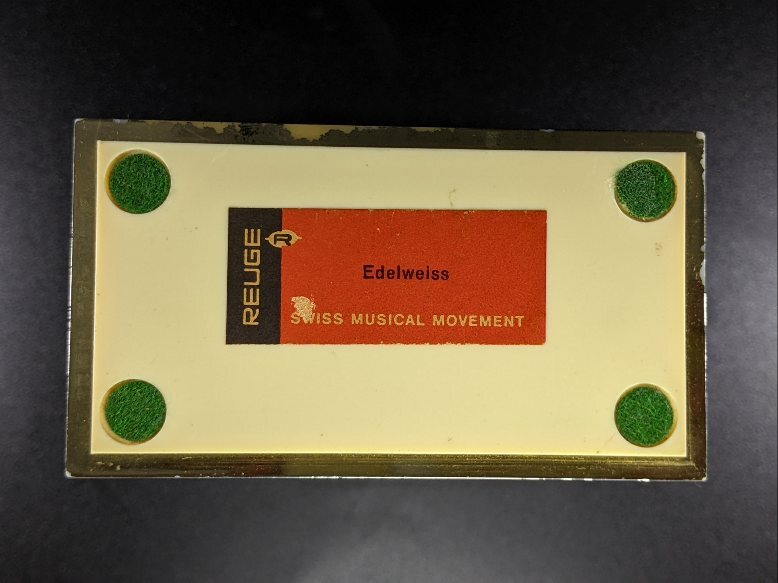 REUGE
R
Edelweiss
SWISS MUSICAL MOVEMENT